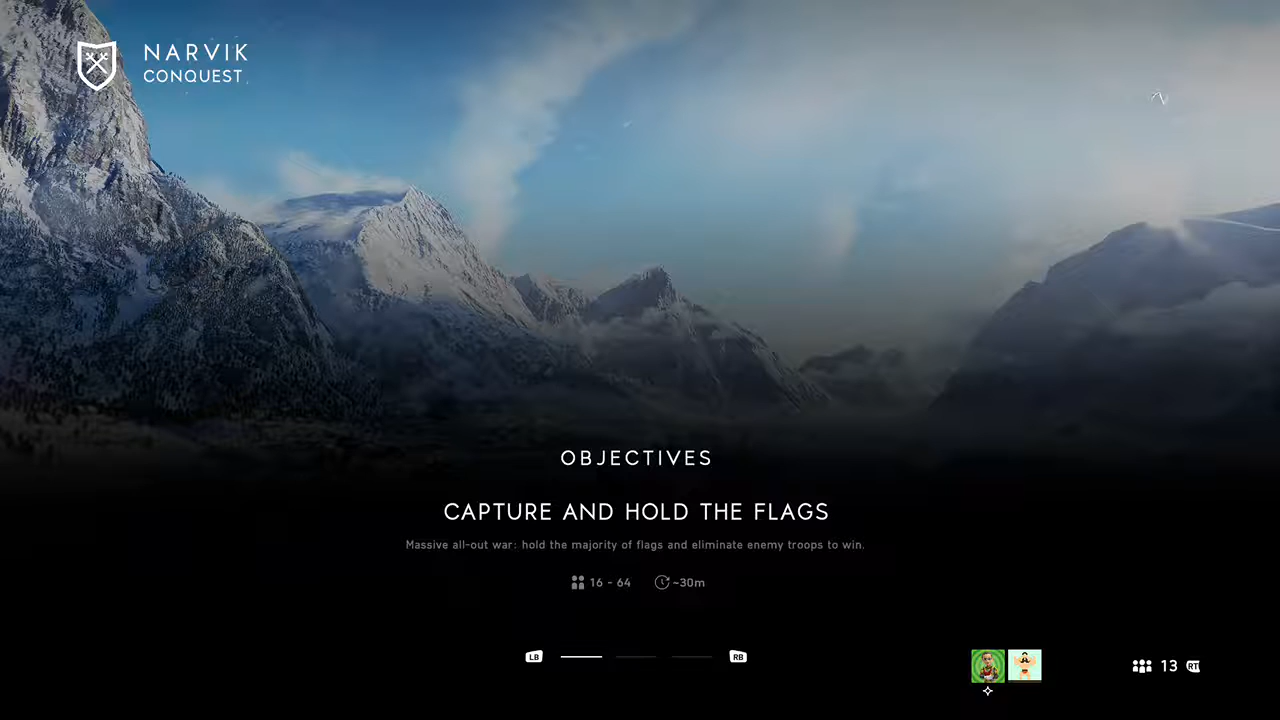 NARVIK
CONQUEST
OBJECTIVES
CAPTURE AND HOLD THE FLAGS
Massive all-out war: hold the majority of flags and eliminate enemy troops to win.
16 - 64 ~30m
LB RB
13 RT